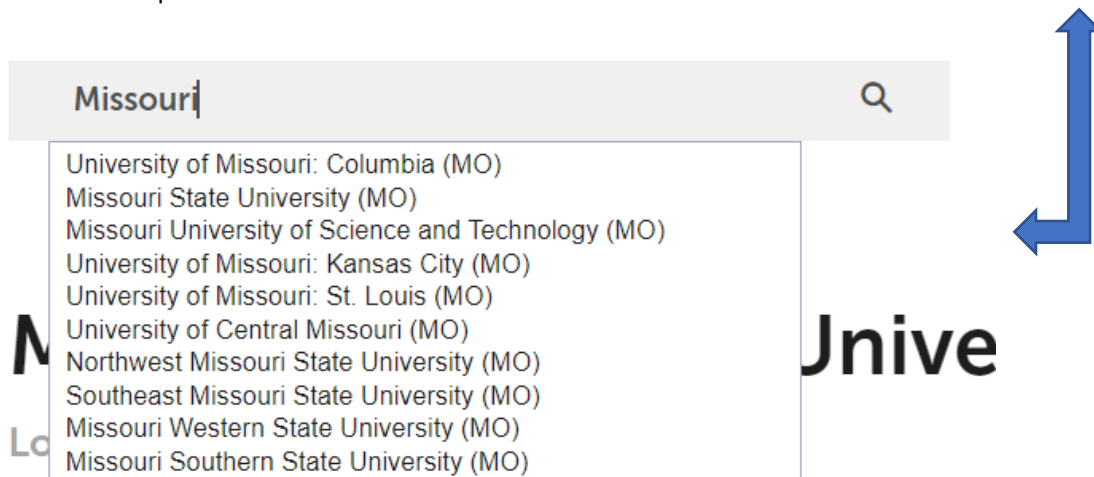 Missouri
University of Missouri: Columbia (MO)
Missouri State University (MO)
Missouri University of Science and Technology (MO)
University of Missouri: Kansas City (MO)
University of Missouri: St. Louis (MO)
University of Central Missouri (MO)
Northwest Missouri State University (MO)
Southeast Missouri State University (MO)
Missouri Western State University (MO)
Missouri Southern State University (MO)